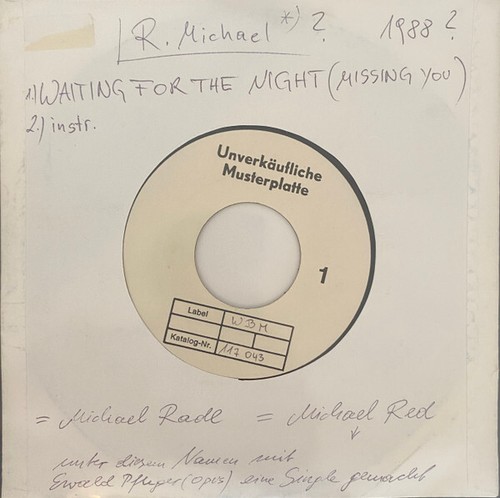 R. Michael *) ? 1988 ?
1.) WAITING FOR THE NIGHT (MISSING YOU)
2.) instr.
Unverkäufliche
Musterplatte
1
Label WBM
Katalog-Nr. 117 043
= Michael Radl = Michael Red
unter diesem Namen mit
Ewald Pfleger (Opus) eine Single gemacht